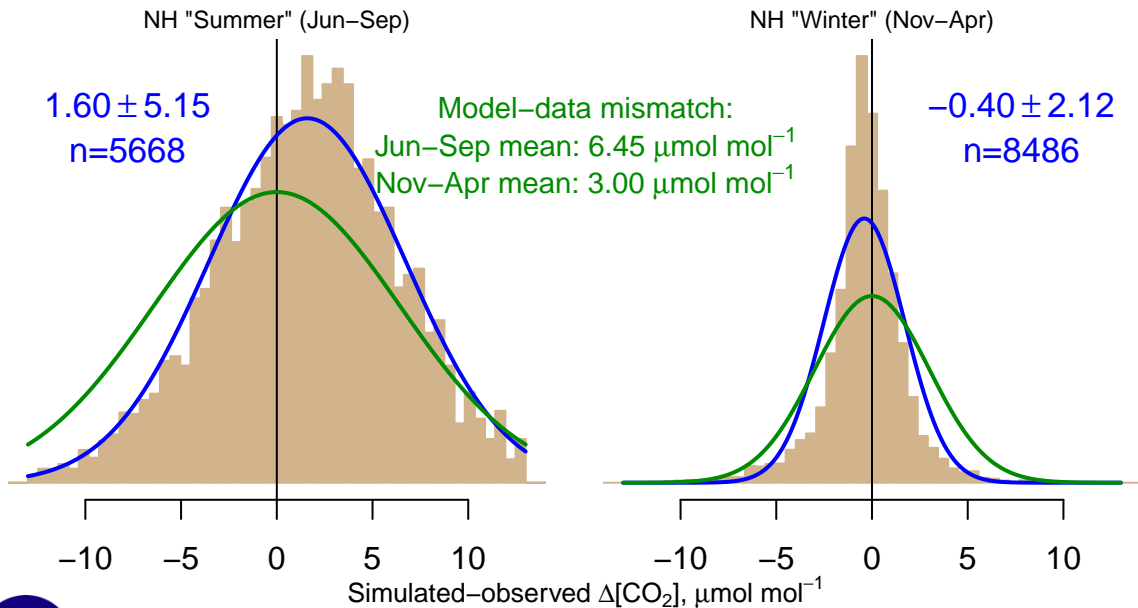 NH "Summer" (Jun−Sep)
1.60 ± 5.15
n=5668
Model−data mismatch:
Jun−Sep mean: 6.45 μmol mol⁻¹
Nov−Apr mean: 3.00 μmol mol⁻¹
NH "Winter" (Nov−Apr)
−0.40 ± 2.12
n=8486
−10 −5 0 5 10
−10 −5 0 5 10
Simulated−observed Δ[CO₂], μmol mol⁻¹